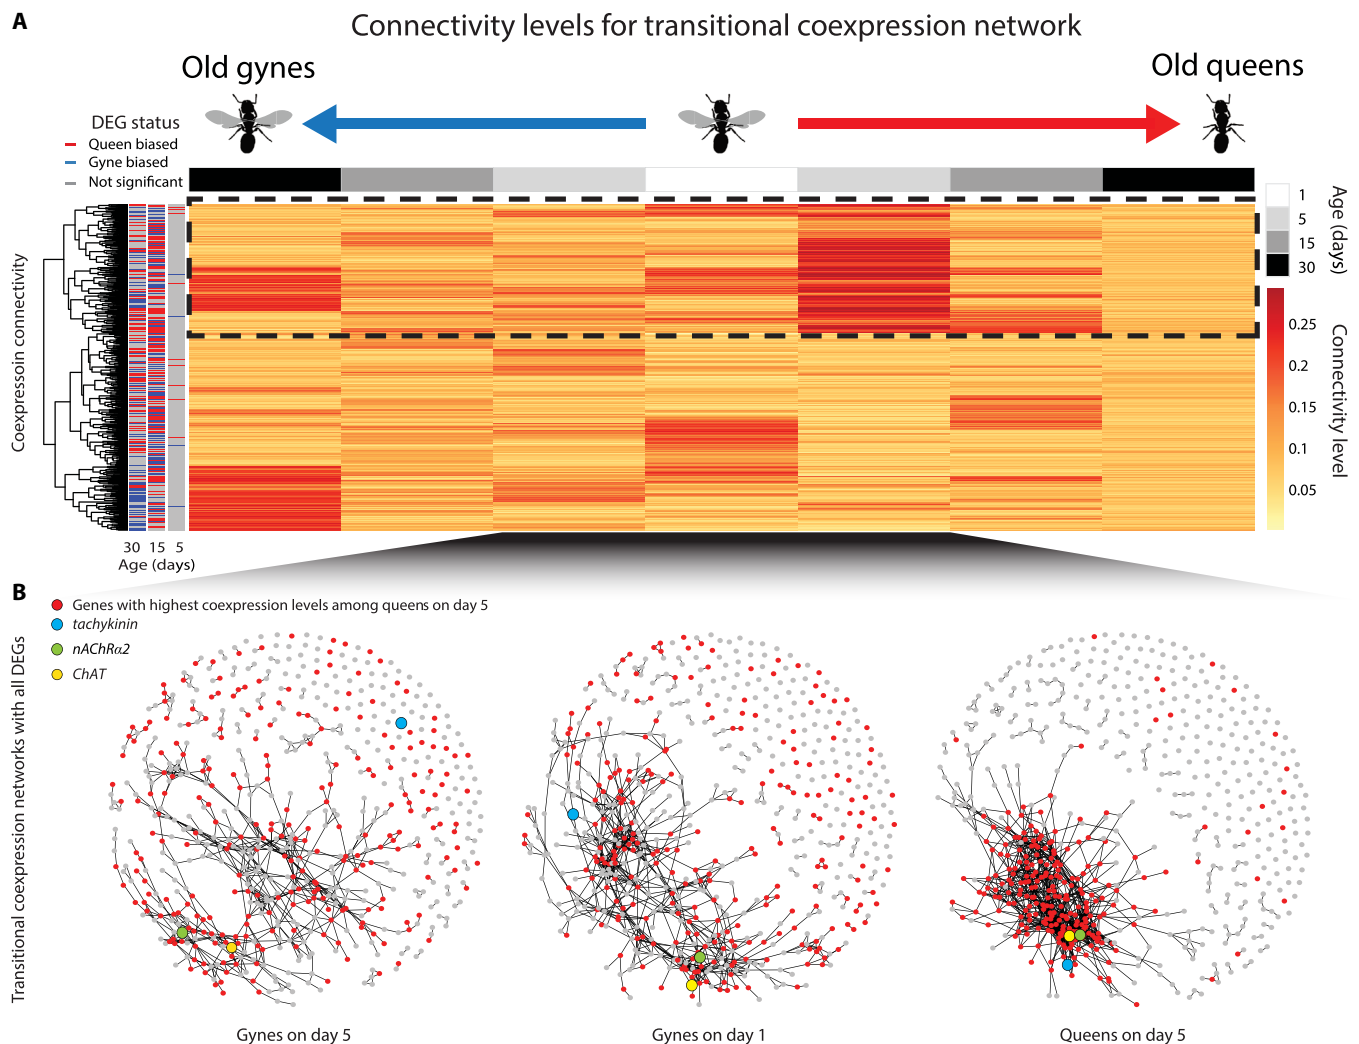 A
Connectivity levels for transitional coexpression network
Old gynes
Old queens
DEG status
Queen biased
Gyne biased
Not significant
Coexpressoin connectivity
30 15 5
Age (days)
1
5
15
30
Age (days)
0.25
0.2
0.15
0.1
0.05
Connectivity level
B
Genes with highest coexpression levels among queens on day 5
tachykinin
nAChRα2
ChAT
Transitional coexpression networks with all DEGs
Gynes on day 5
Gynes on day 1
Queens on day 5